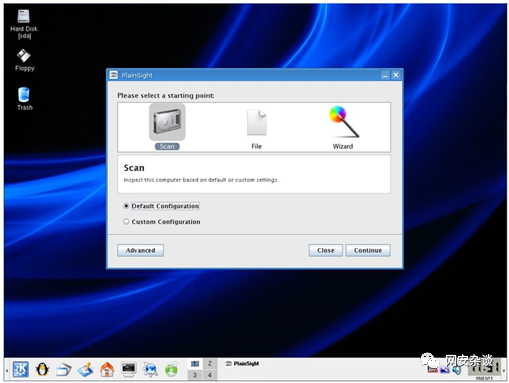 Hard Disk
[sda]
Floppy
Trash
PlainSight
Please select a starting point:
Scan
File
Wizard
Scan
Inspect this computer based on default or custom settings.
Default Configuration
Custom Configuration
Advanced
Close
Continue
2
3
4
PlainSight
网安杂谈